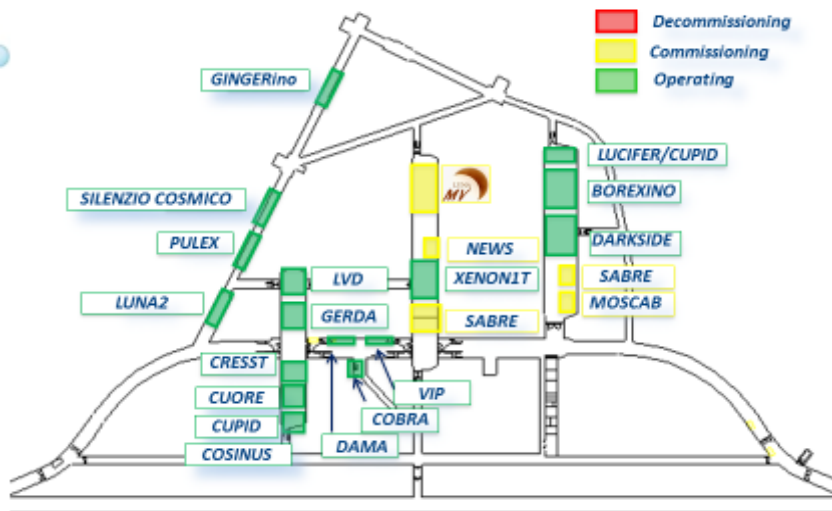 Decommissioning
Commissioning
Operating
GINGERino
LUCIFER/CUPID
SILENZIO COSMICO
MV
BOREXINO
PULEX
NEWS
DARKSIDE
LUNA2
LVD
XENON1T
SABRE
GERDA
SABRE
MOSCAB
CRESST
VIP
CUORE
COBRA
CUPID
DAMA
COSINUS